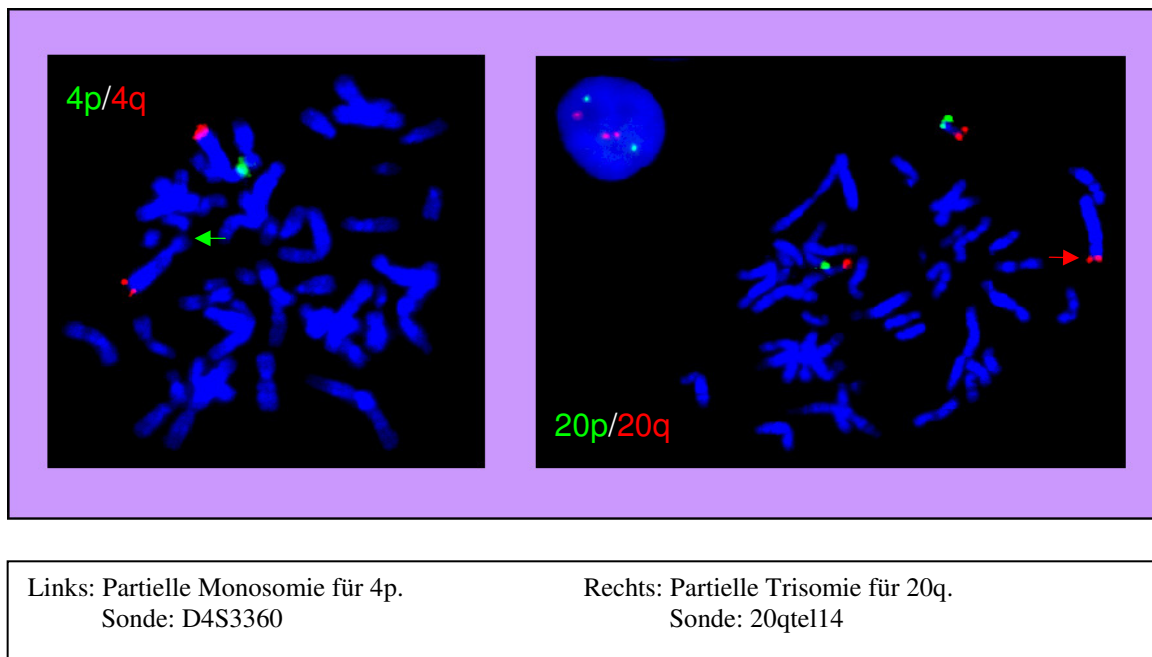 4p/4q
20p/20q
Links: Partielle Monosomie für 4p.
Sonde: D4S3360
Rechts: Partielle Trisomie für 20q.
Sonde: 20qtel14